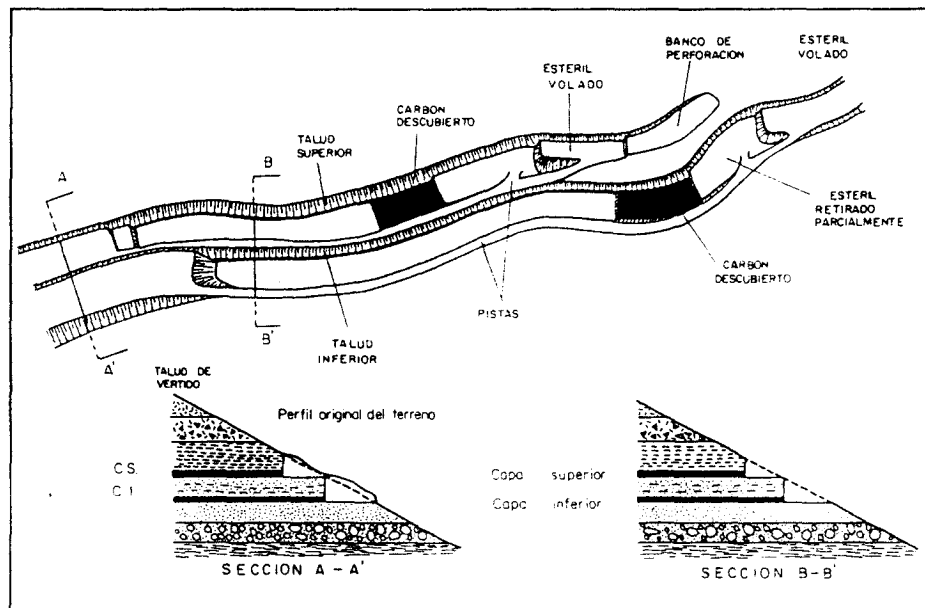 BANCO DE
PERFORACION
ESTERIL
VOLADO
ESTERIL
VOLADO
CARBON
DESCUBIERTO
TALUD
SUPERIOR
B
A
ESTERIL
RETIRADO
PARCIALMENTE
CARBON
DESCUBIERTO
PISTAS
B'
TALUD
INFERIOR
A'
TALUD DE
VERTIDO
Perfil original del terreno
C.S.
C.I.
Capa superior
Capa inferior
SECCION A-A'
SECCION B-B'